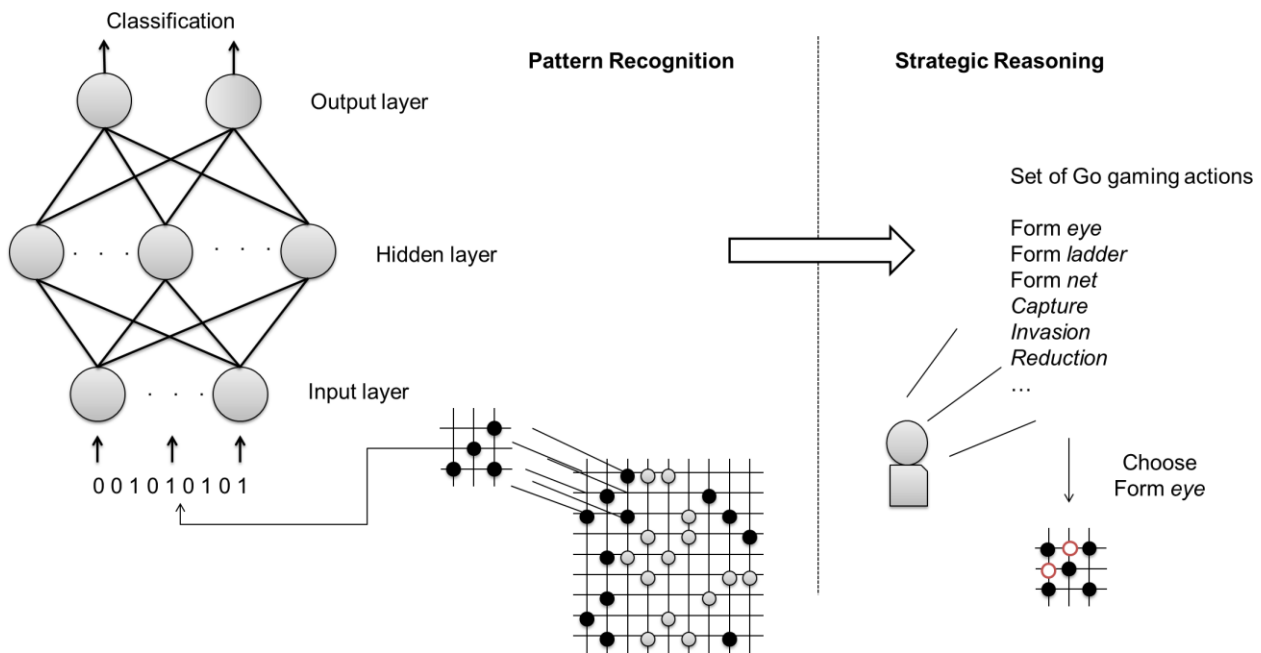 Classification
Output layer
Hidden layer
Input layer
0 0 1 0 1 0 1 0 1
Pattern Recognition
Strategic Reasoning
Set of Go gaming actions
Form eye
Form ladder
Form net
Capture
Invasion
Reduction
…
Choose
Form eye